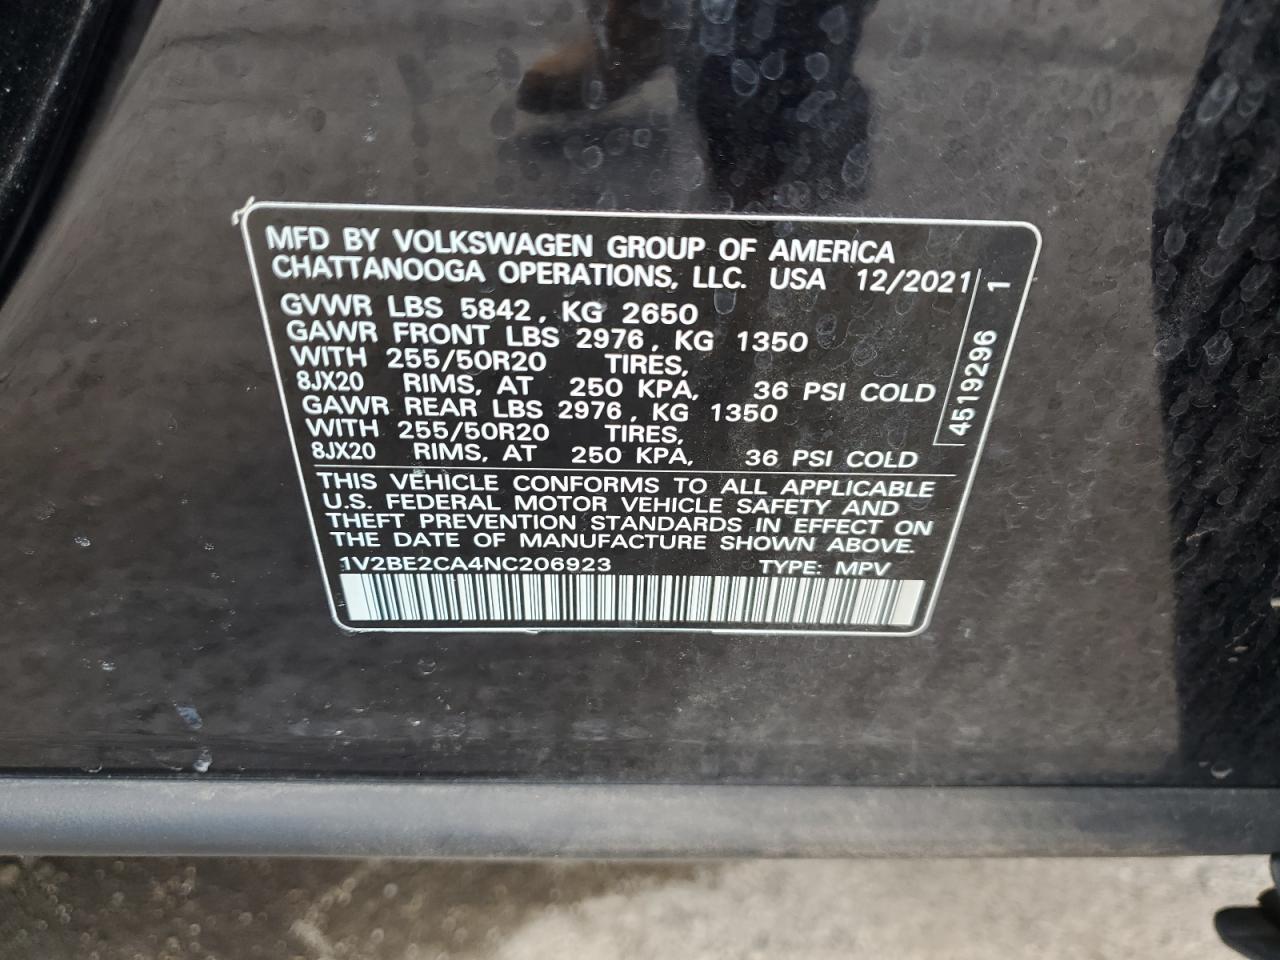 MFD BY VOLKSWAGEN GROUP OF AMERICA
CHATTANOOGA OPERATIONS, LLC. USA 12/2021
GVWR LBS 5842, KG 2650
GAWR FRONT LBS 2976, KG 1350
WITH 255/50R20 TIRES,
8JX20 RIMS, AT 250 KPA, 36 PSI COLD
GAWR REAR LBS 2976, KG 1350
WITH 255/50R20 TIRES,
8JX20 RIMS, AT 250 KPA, 36 PSI COLD
4519296 1
THIS VEHICLE CONFORMS TO ALL APPLICABLE
U.S. FEDERAL MOTOR VEHICLE SAFETY AND
THEFT PREVENTION STANDARDS IN EFFECT ON
THE DATE OF MANUFACTURE SHOWN ABOVE.
1V2BE2CA4NC206923 TYPE: MPV